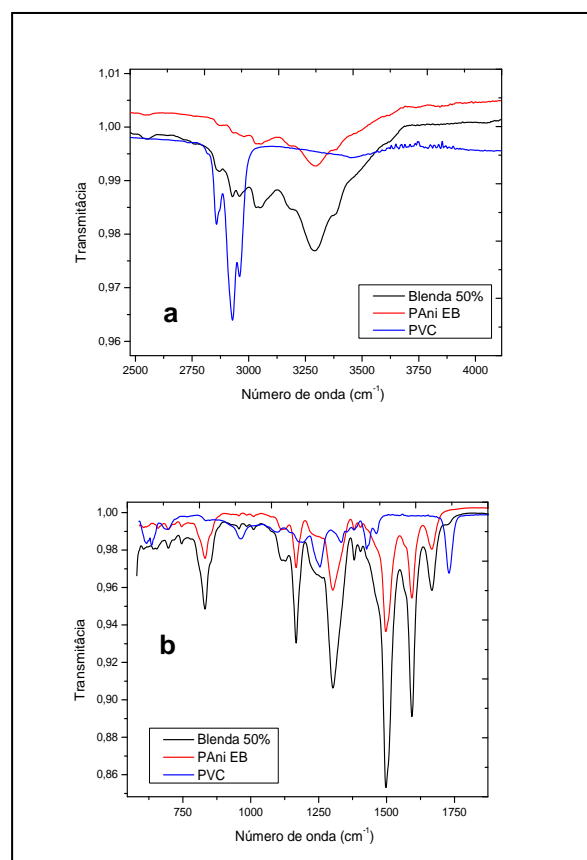 1,01
1,00
0,99
0,98
0,97
0,96
Transmitâcia
a
Blenda 50%
PAni EB
PVC
2500 2750 3000 3250 3500 3750 4000
Número de onda (cm-1)
1,00
0,98
0,96
0,94
0,92
0,90
0,88
0,86
Transmitâcia
b
Blenda 50%
PAni EB
PVC
750 1000 1250 1500 1750
Número de onda (cm-1)